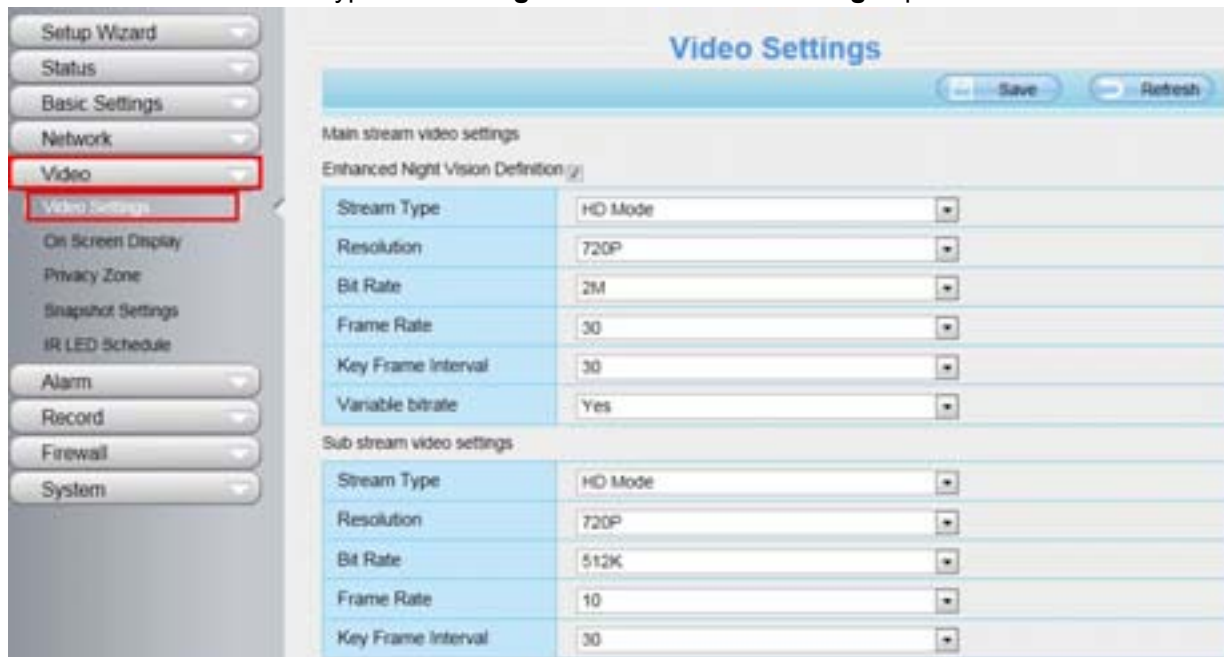 Setup Wizard
Status
Basic Settings
Network
Video
Video Settings
On Screen Display
Privacy Zone
Snapshot Settings
IR LED Schedule
Alarm
Record
Firewall
System
Video Settings
Save
Refresh
Main stream video settings
Enhanced Night Vision Definition
Stream Type HD Mode
Resolution 720P
Bit Rate 2M
Frame Rate 30
Key Frame Interval 30
Variable bitrate Yes
Sub stream video settings
Stream Type HD Mode
Resolution 720P
Bit Rate 512K
Frame Rate 10
Key Frame Interval 30